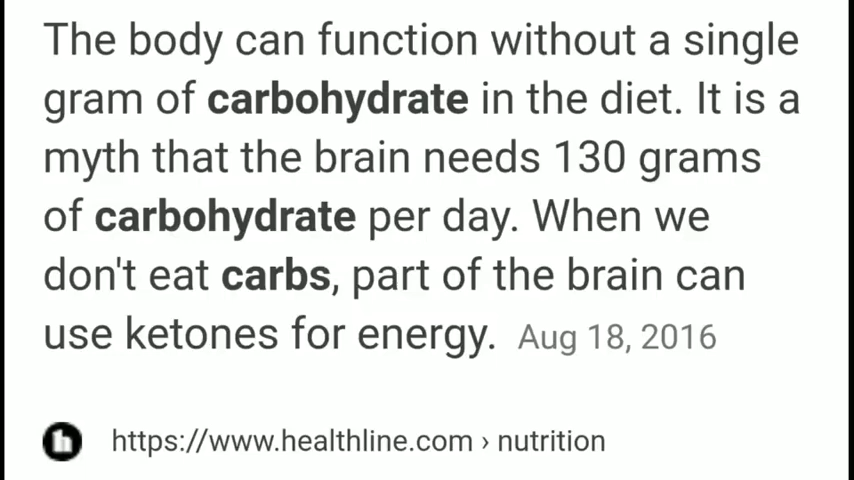 The body can function without a single
gram of carbohydrate in the diet. It is a
myth that the brain needs 130 grams
of carbohydrate per day. When we
don't eat carbs, part of the brain can
use ketones for energy. Aug 18, 2016
h https://www.healthline.com › nutrition